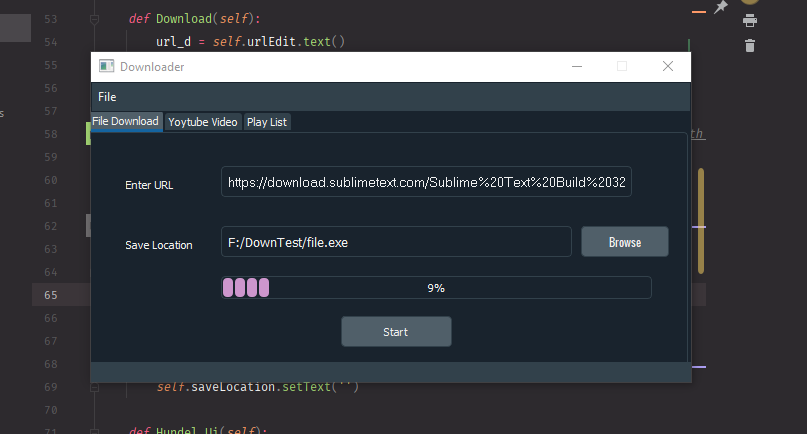 53 def Download(self):
54 url_d = self.urlEdit.text()
55
Downloader
56
File
57
File Download Yoytube Video Play List
58 th
59
60 Enter URL https://download.sublimetext.com/Sublime%20Text%20Build%2032
61
62
63 Save Location F:/DownTest/file.exe Browse
64
65 9%
66
Start
67
68
69 self.saveLocation.setText('')
70
71 def Hundel_Ui(self):